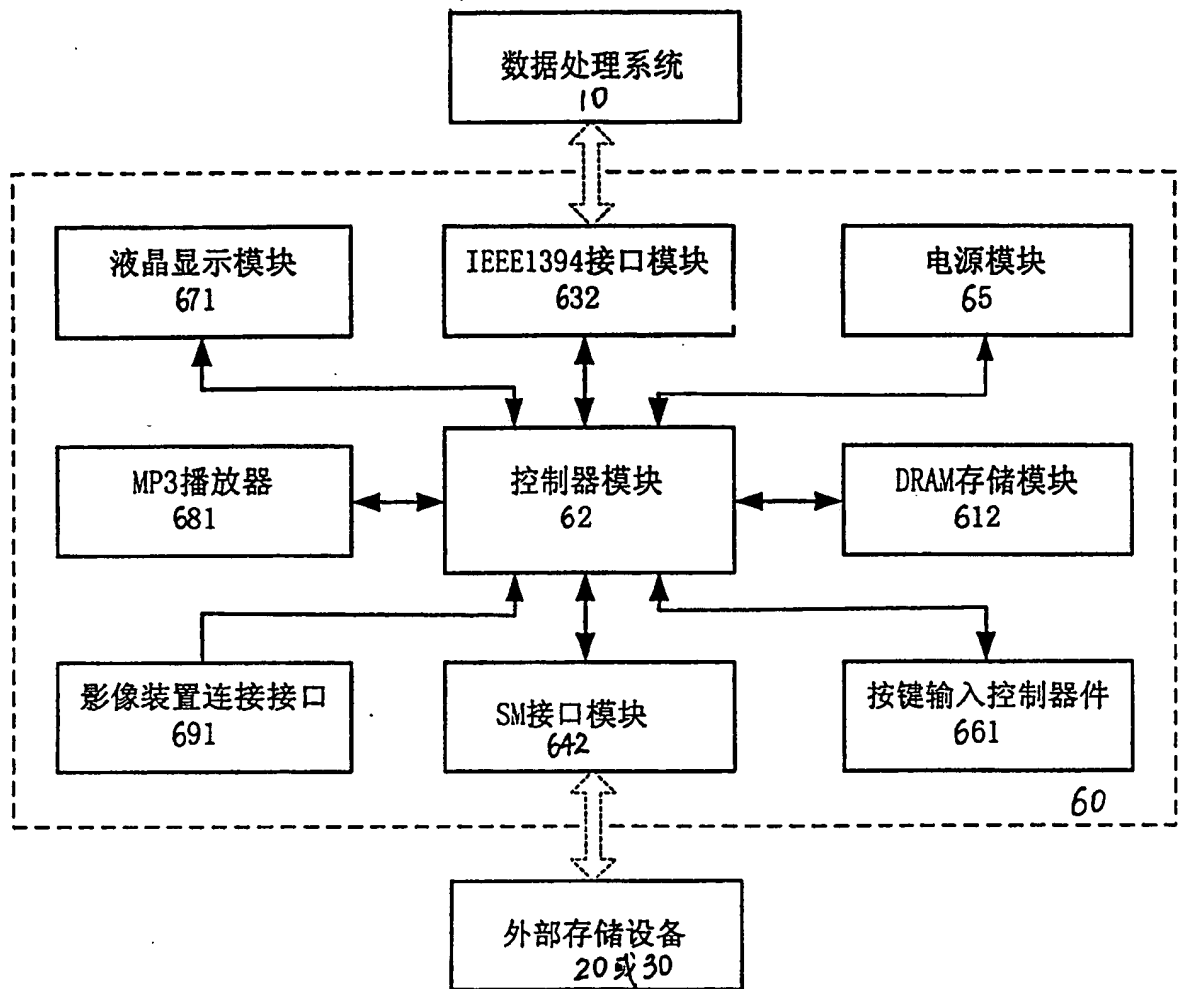 数据处理系统
10
液晶显示模块
671
IEEE1394接口模块
632
电源模块
65
MP3播放器
681
控制器模块
62
DRAM存储模块
612
影像装置连接接口
691
SM接口模块
642
按键输入控制器件
661
60
外部存储设备
20或30